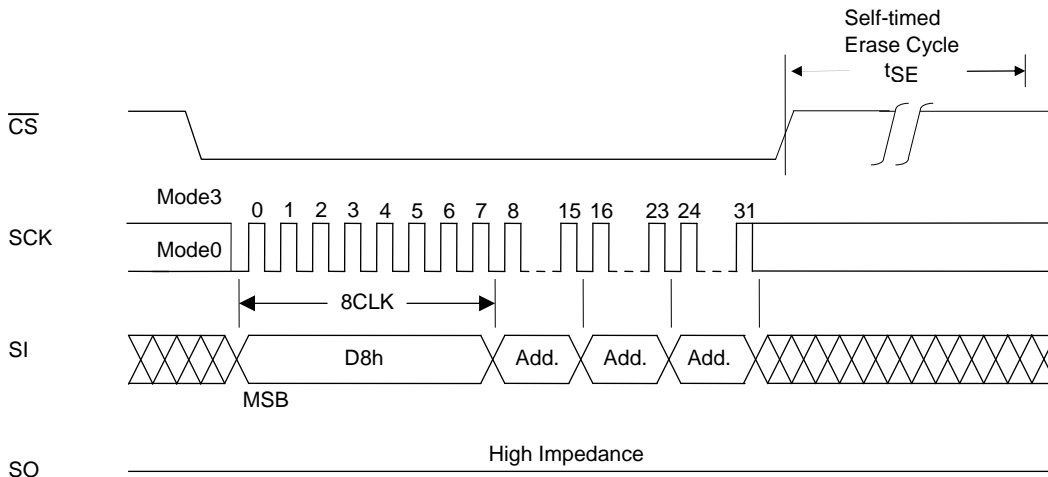 Self-timed
Erase Cycle
tSE
CS
Mode3
0 1 2 3 4 5 6 7 8 15 16 23 24 31
SCK
Mode0
8CLK
SI
D8h Add. Add. Add.
MSB
High Impedance
SO